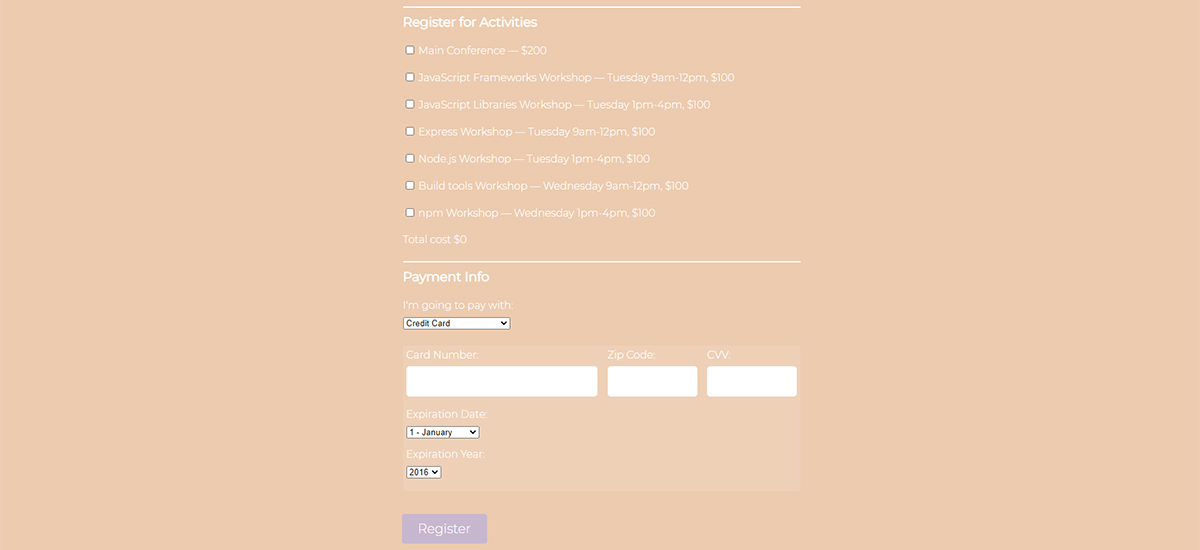 Register for Activities
Main Conference — $200
JavaScript Frameworks Workshop — Tuesday 9am-12pm, $100
JavaScript Libraries Workshop — Tuesday 1pm-4pm, $100
Express Workshop — Tuesday 9am-12pm, $100
Node.js Workshop — Tuesday 1pm-4pm, $100
Build tools Workshop — Wednesday 9am-12pm, $100
npm Workshop — Wednesday 1pm-4pm, $100
Total cost $0
Payment Info
I'm going to pay with:
Credit Card
Card Number: Zip Code: CVV:
Expiration Date:
1 - January
Expiration Year:
2016
Register